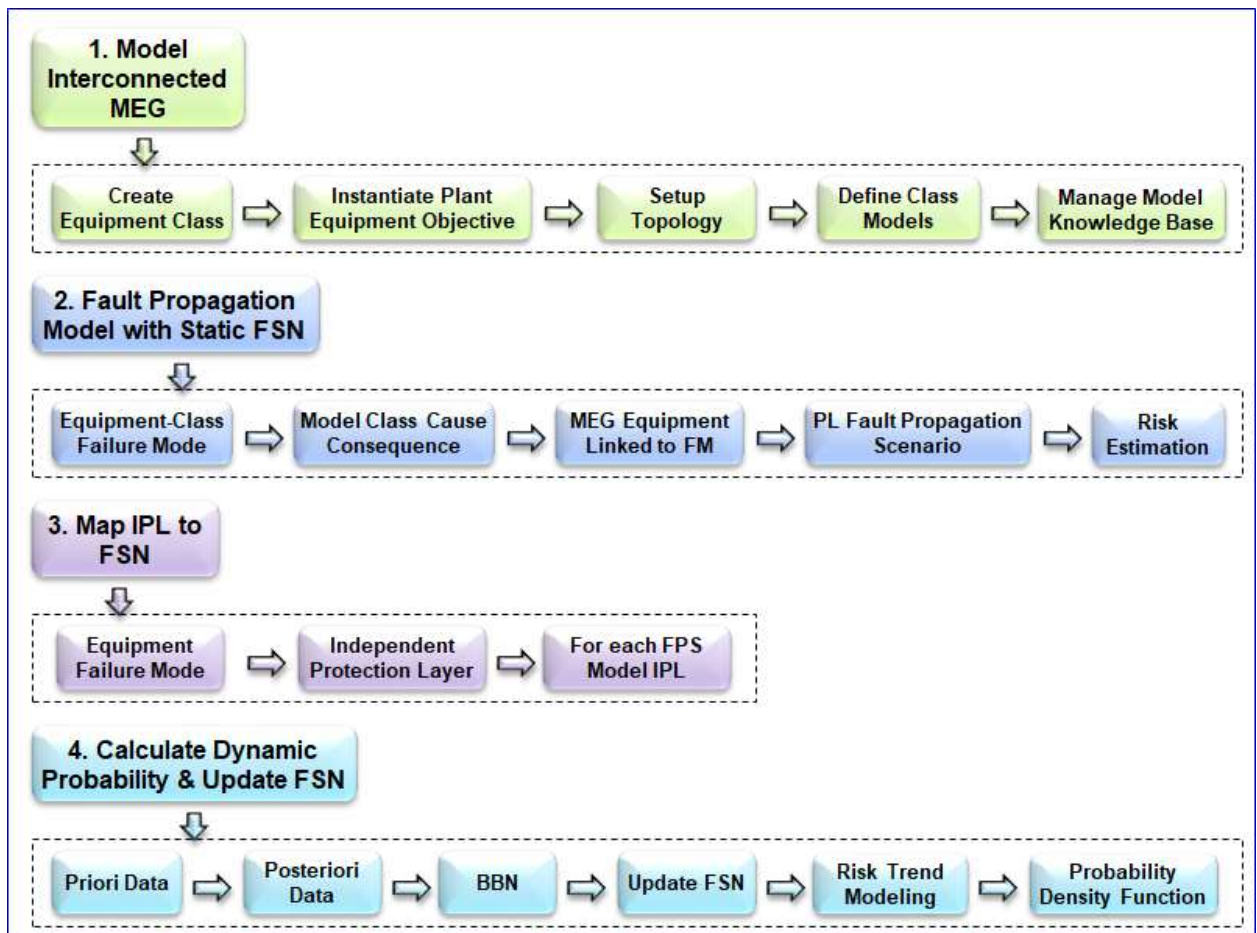 1. Model
Interconnected
MEG
Create
Equipment Class
Instantiate Plant
Equipment Objective
Setup
Topology
Define Class
Models
Manage Model
Knowledge Base
2. Fault Propagation
Model with Static FSN
Equipment-Class
Failure Mode
Model Class Cause
Consequence
MEG Equipment
Linked to FM
PL Fault Propagation
Scenario
Risk
Estimation
3. Map IPL to
FSN
Equipment
Failure Mode
Independent
Protection Layer
For each FPS
Model IPL
4. Calculate Dynamic
Probability & Update FSN
Priori Data
Posteriori
Data
BBN
Update FSN
Risk Trend
Modeling
Probability
Density Function